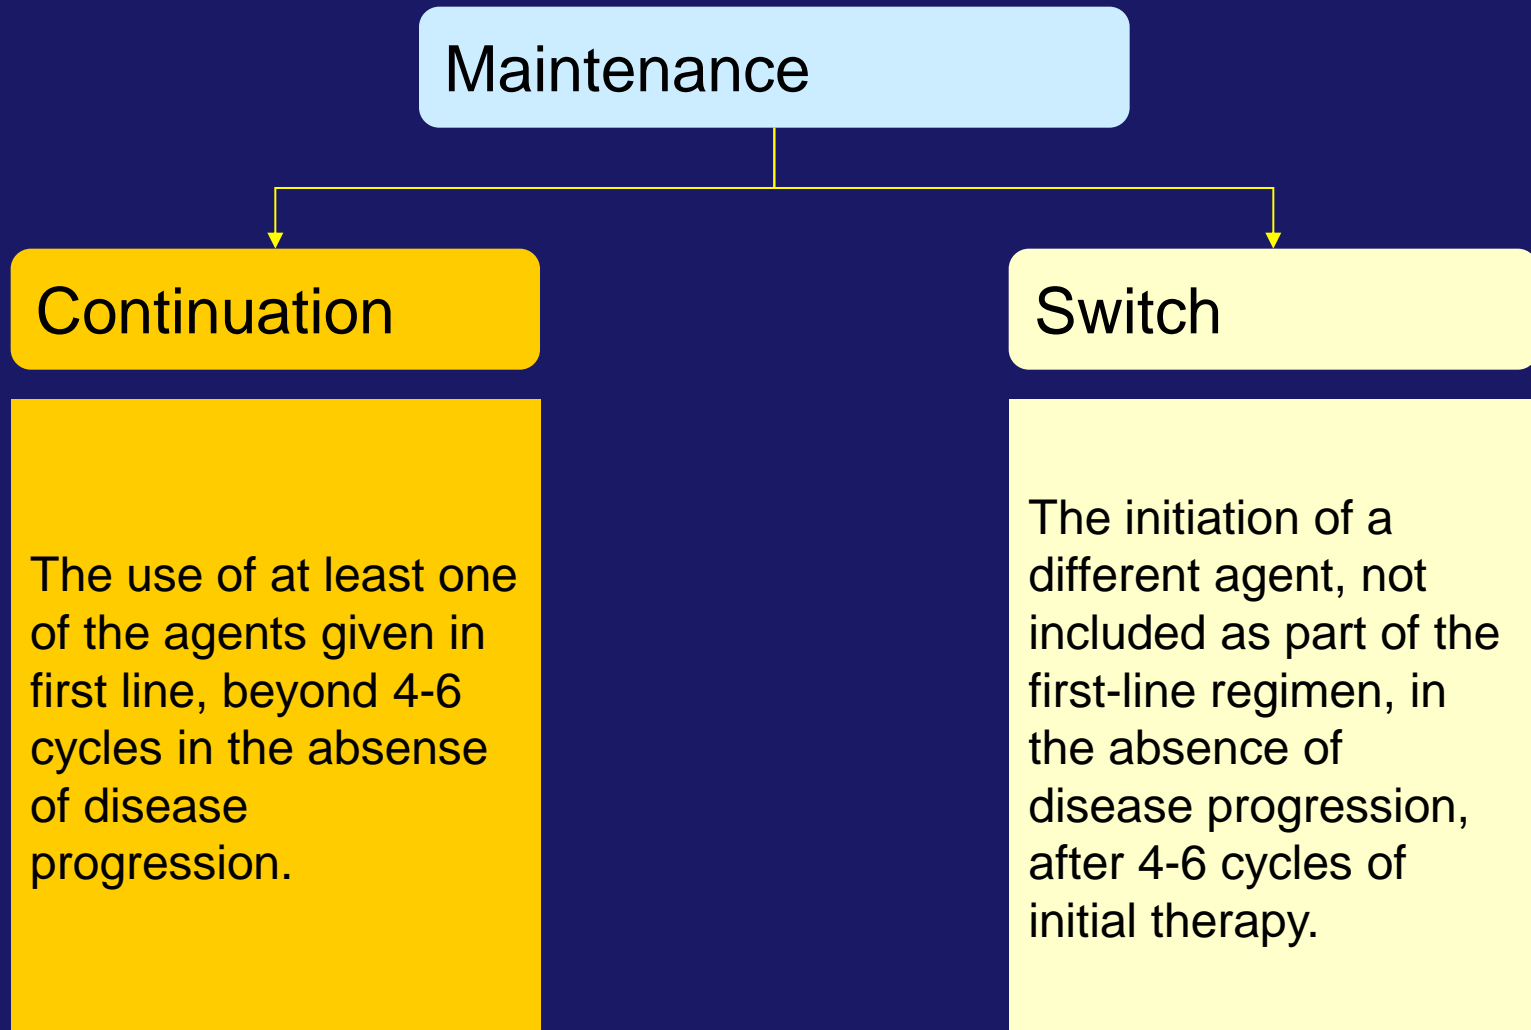 Maintenance
Continuation
Switch
The use of at least one
of the agents given in
first line, beyond 4-6
cycles in the absense
of disease
progression.
The initiation of a
different agent, not
included as part of the
first-line regimen, in
the absence of
disease progression,
after 4-6 cycles of
initial therapy.